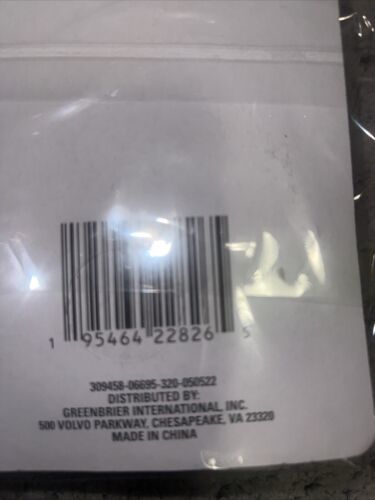 1 95464 22826 5
309458-06695-320-050522
DISTRIBUTED BY:
GREENBRIER INTERNATIONAL, INC.
500 VOLVO PARKWAY, CHESAPEAKE, VA 23320
MADE IN CHINA